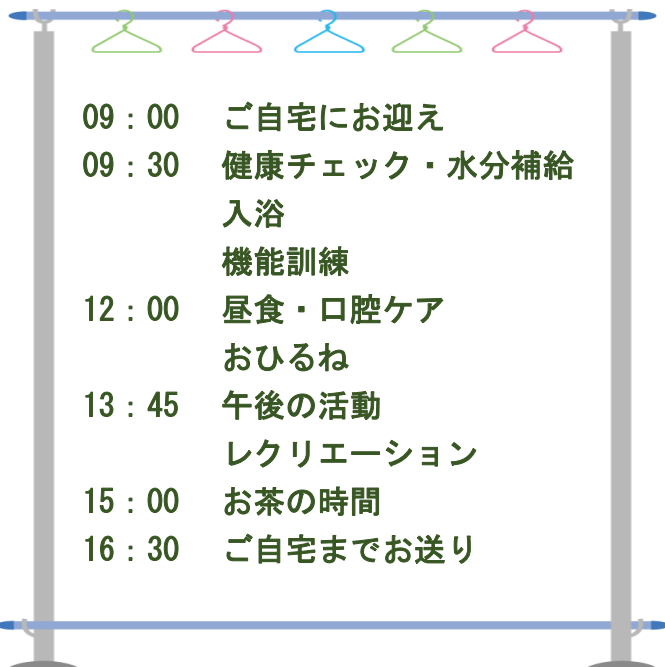 09：00 ご自宅にお迎え
09：30 健康チェック・水分補給
入浴
機能訓練
12：00 昼食・口腔ケア
おひるね
13：45 午後の活動
レクリエーション
15：00 お茶の時間
16：30 ご自宅までお送り